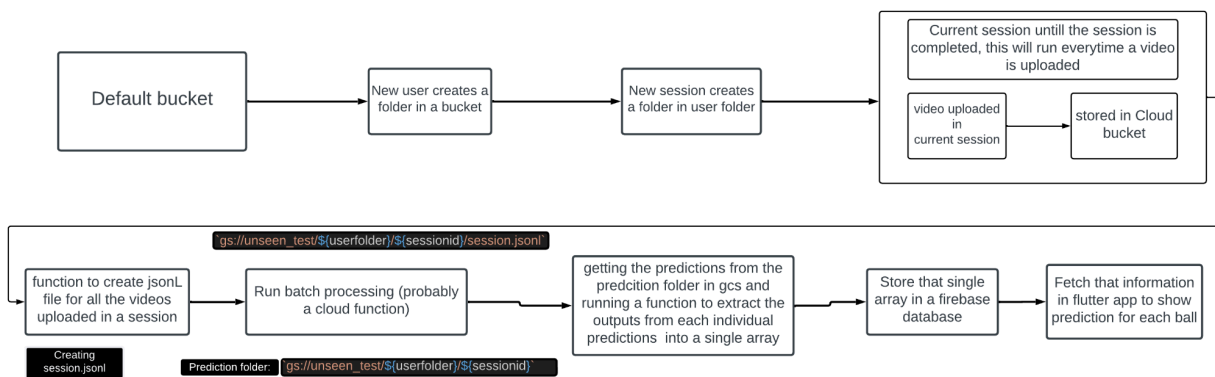 Default bucket
New user creates a
folder in a bucket
New session creates
a folder in user folder
Current session untill the session is
completed, this will run everytime a video
is uploaded
video uploaded
in
current session
stored in Cloud
bucket
`gs://unseen_test/${userfolder}/${sessionid}/session.jsonl`
function to create jsonL
file for all the videos
uploaded in a session
Run batch processing (probably
a cloud function)
getting the predictions from the
predcition folder in gcs and
running a function to extract the
outputs from each individual
predictions into a single array
Store that single
array in a firebase
database
Fetch that information
in flutter app to show
prediction for each ball
Creating
session.jsonl
Prediction folder: `gs://unseen_test/${userfolder}/${sessionid}`